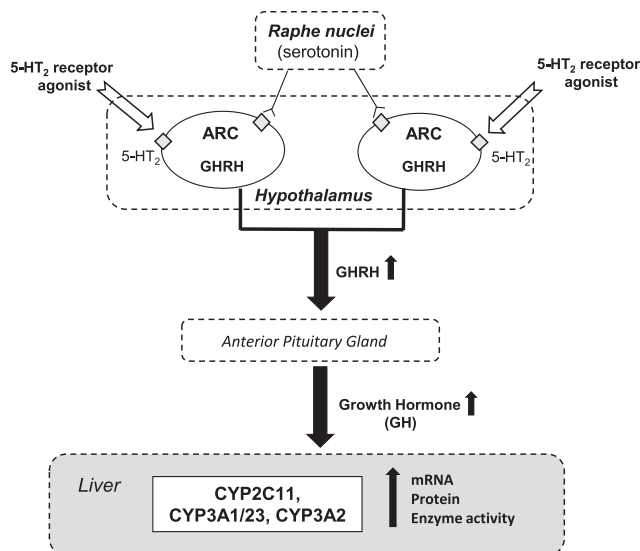 Raphe nuclei
(serotonin)
5-HT₂ receptor
agonist
5-HT₂ receptor
agonist
ARC
GHRH
5-HT₂
ARC
GHRH
5-HT₂
Hypothalamus
GHRH
Anterior Pituitary Gland
Growth Hormone
(GH)
Liver
CYP2C11,
CYP3A1/23, CYP3A2
mRNA
Protein
Enzyme activity